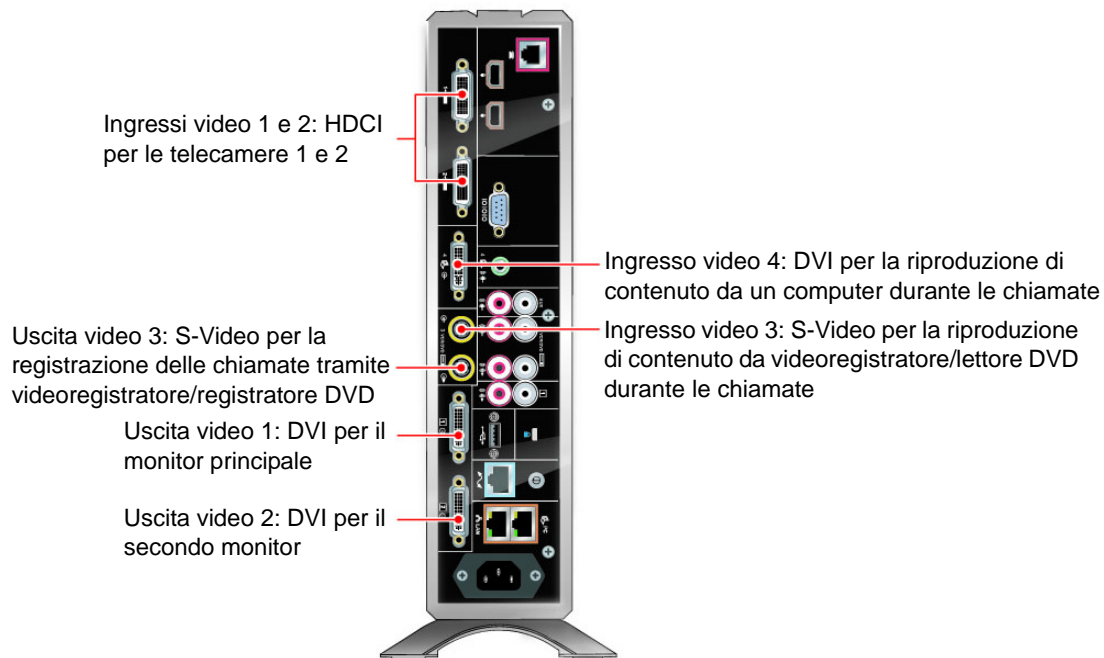 Ingressi video 1 e 2: HDCI
per le telecamere 1 e 2
Ingresso video 4: DVI per la riproduzione di
contenuto da un computer durante le chiamate
Ingresso video 3: S-Video per la riproduzione
di contenuto da videoregistratore/lettore DVD
durante le chiamate
Uscita video 3: S-Video per la
registrazione delle chiamate tramite
videoregistratore/registratore DVD
Uscita video 1: DVI per il
monitor principale
Uscita video 2: DVI per il
secondo monitor
LAN
PC